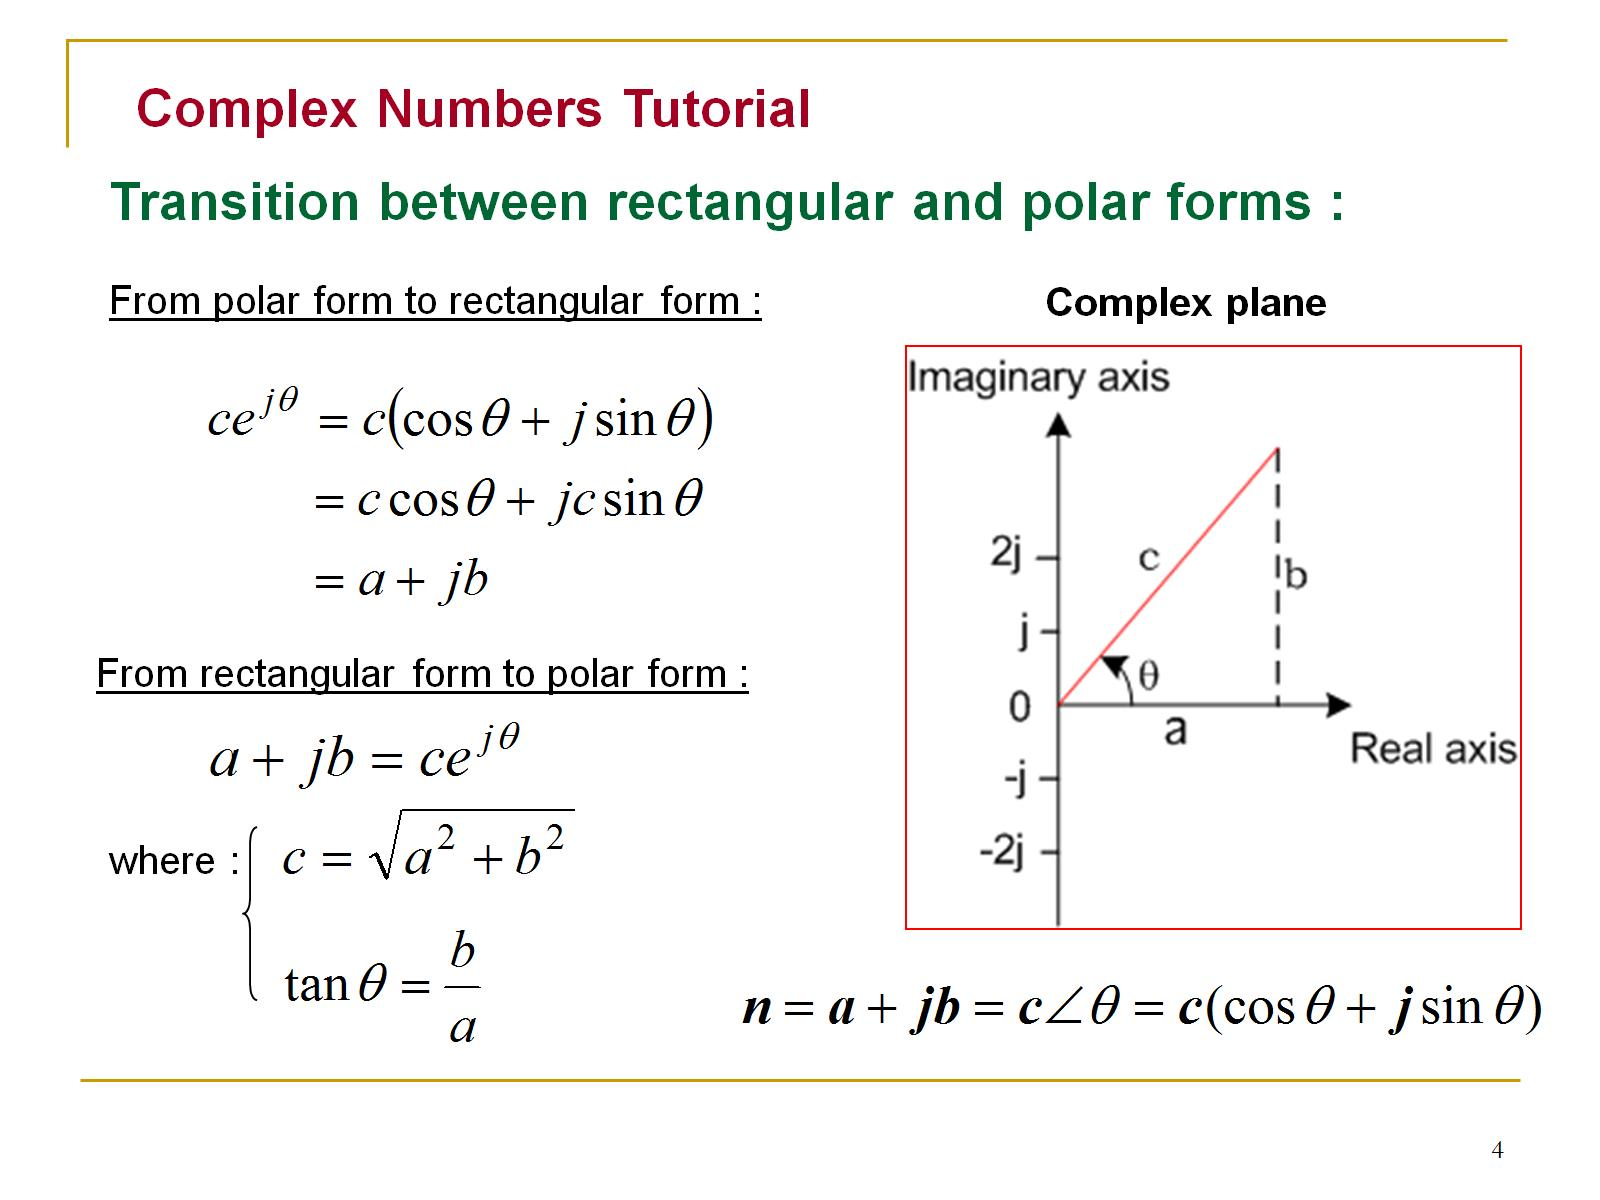 Complex Numbers Tutorial
Transition between rectangular and polar forms :
From polar form to rectangular form :
ce^{jθ} = c(cos θ + j sin θ)
= c cos θ + jc sin θ
= a + jb
From rectangular form to polar form :
a + jb = ce^{jθ}
where :
c = √(a² + b²)
tan θ = b/a
Complex plane
Imaginary axis
2j
j
0
-j
-2j
c
b
θ
a
Real axis
n = a + jb = c∠θ = c(cos θ + j sin θ)
4